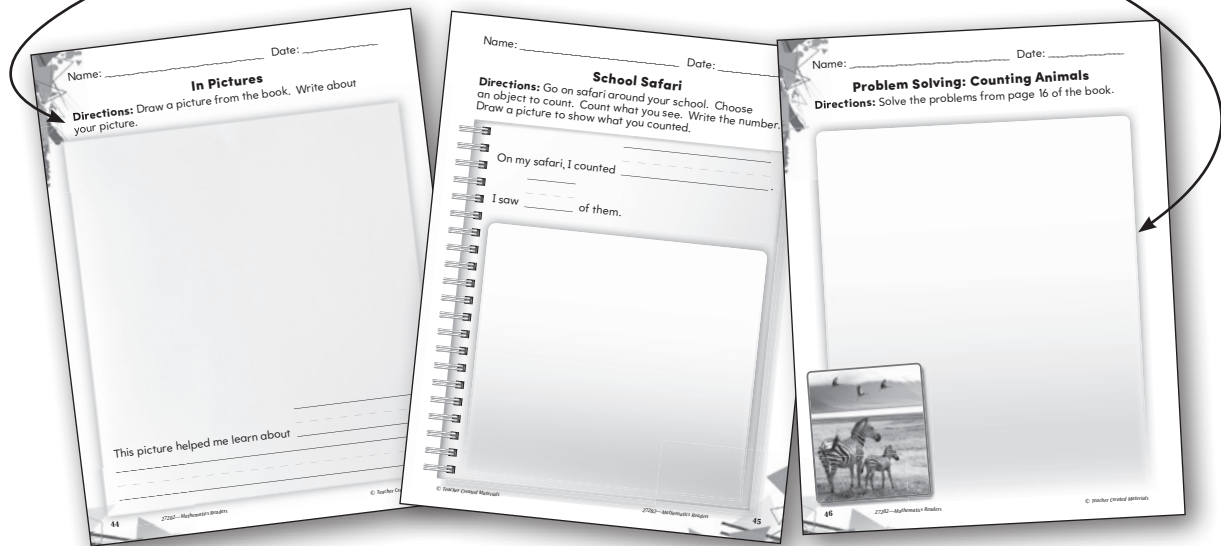 Name: Date:
In Pictures
Directions: Draw a picture from the book. Write about
your picture.
This picture helped me learn about
© Teacher Cre
44 27282—Mathematics Readers
Name: Date:
School Safari
Directions: Go on safari around your school. Choose
an object to count. Count what you see. Write the number.
Draw a picture to show what you counted.
On my safari, I counted .
I saw of them.
© Teacher Created Materials
27282—Mathematics Readers 45
Name: Date:
Problem Solving: Counting Animals
Directions: Solve the problems from page 16 of the book.
© Teacher Created Materials
46 27282—Mathematics Readers